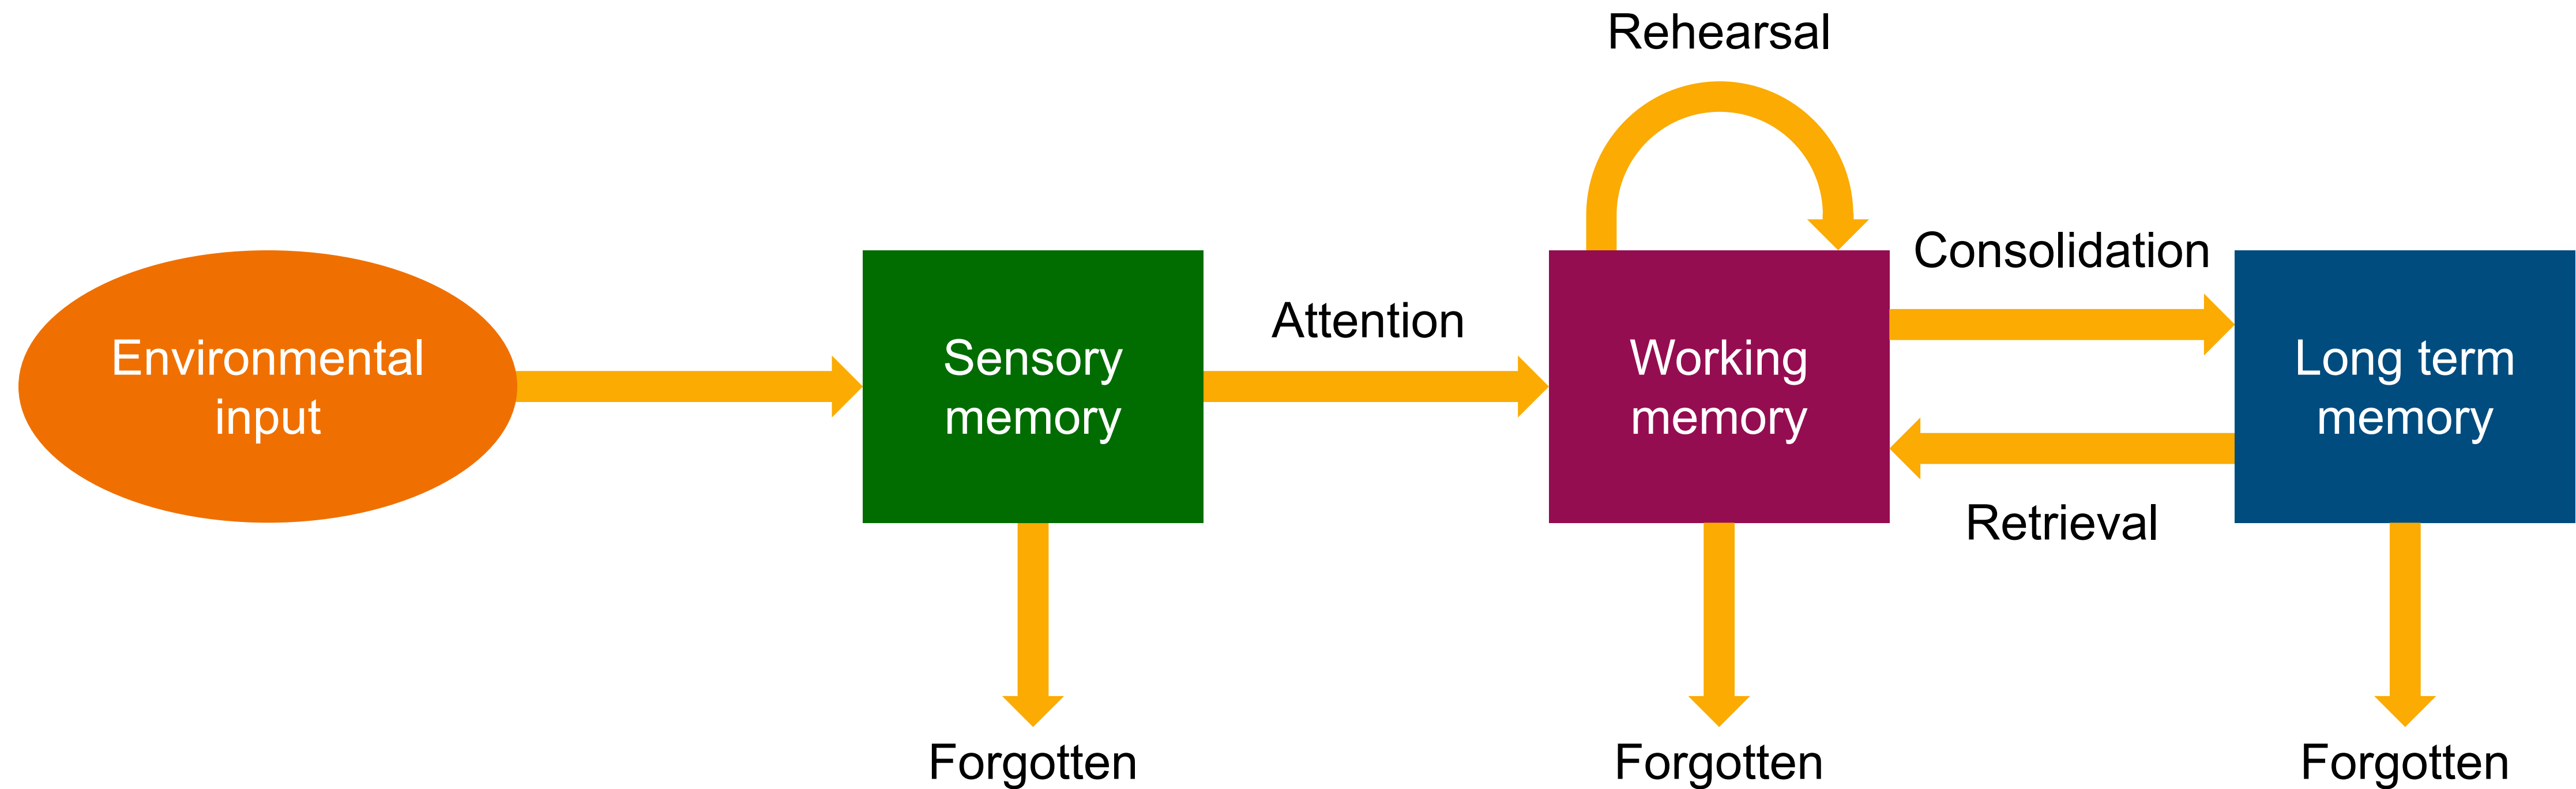 Rehearsal
Consolidation
Attention
Environmental
input
Sensory
memory
Working
memory
Long term
memory
Retrieval
Forgotten
Forgotten
Forgotten